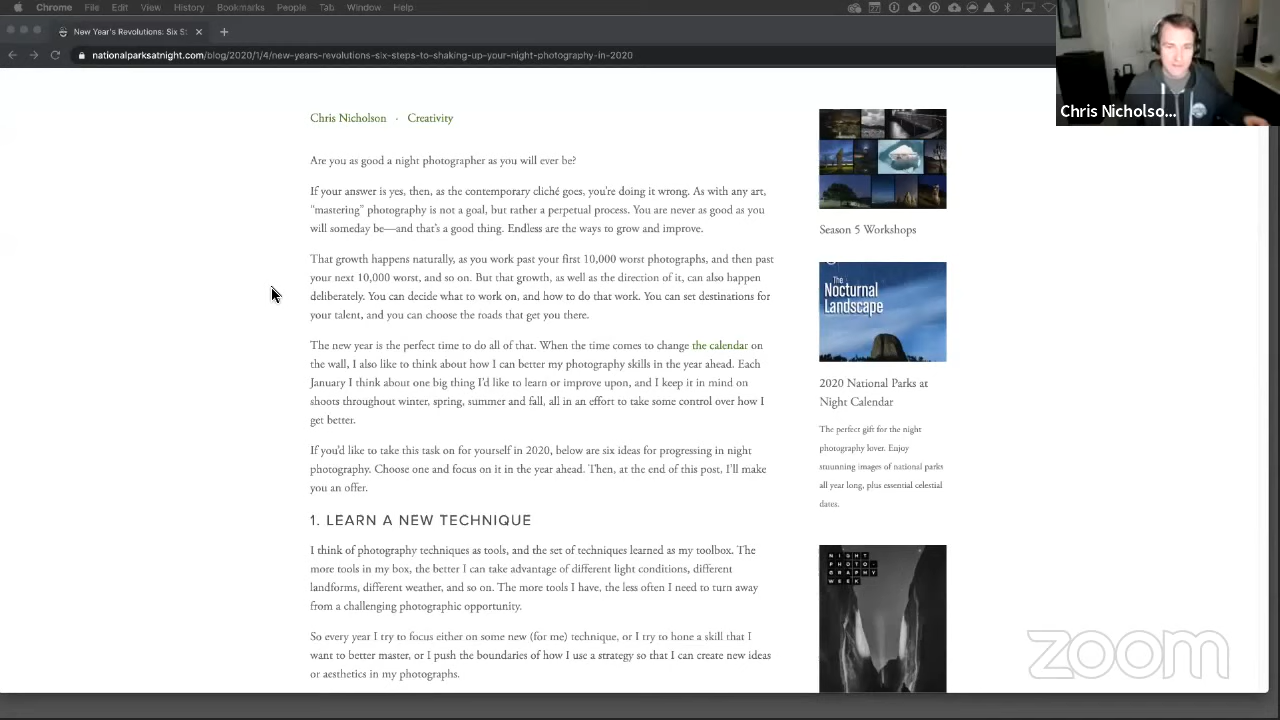 Chrome File Edit View History Bookmarks People Tab Window Help
New Year's Revolutions: Six S
nationalparksatnight.com/blog/2020/1/4/new-years-revolutions-six-steps-to-shaking-up-your-night-photography-in-2020
Chris Nicholso...
Chris Nicholson · Creativity
Are you as good a night photographer as you will ever be?
If your answer is yes, then, as the contemporary cliché goes, you're doing it wrong. As with any art,
"mastering" photography is not a goal, but rather a perpetual process. You are never as good as you
will someday be—and that's a good thing. Endless are the ways to grow and improve.
That growth happens naturally, as you work past your first 10,000 worst photographs, and then past
your next 10,000 worst, and so on. But that growth, as well as the direction of it, can also happen
deliberately. You can decide what to work on, and how to do that work. You can set destinations for
your talent, and you can choose the roads that get you there.
The new year is the perfect time to do all of that. When the time comes to change the calendar on
the wall, I also like to think about how I can better my photography skills in the year ahead. Each
January I think about one big thing I'd like to learn or improve upon, and I keep it in mind on
shoots throughout winter, spring, summer and fall, all in an effort to take some control over how I
get better.
If you'd like to take this task on for yourself in 2020, below are six ideas for progressing in night
photography. Choose one and focus on it in the year ahead. Then, at the end of this post, I'll make
you an offer.
1. LEARN A NEW TECHNIQUE
I think of photography techniques as tools, and the set of techniques learned as my toolbox. The
more tools in my box, the better I can take advantage of different light conditions, different
landforms, different weather, and so on. The more tools I have, the less often I need to turn away
from a challenging photographic opportunity.
So every year I try to focus either on some new (for me) technique, or I try to hone a skill that I
want to better master, or I push the boundaries of how I use a strategy so that I can create new ideas
or aesthetics in my photographs.
Season 5 Workshops
The
Nocturnal
Landscape
2020 National Parks at
Night Calendar
The perfect gift for the night
photography lover. Enjoy
stuunning images of national parks
all year long, plus essential celestial
dates.
NIGHT
PHOTO-
GRAPHY
WEEK
zoom